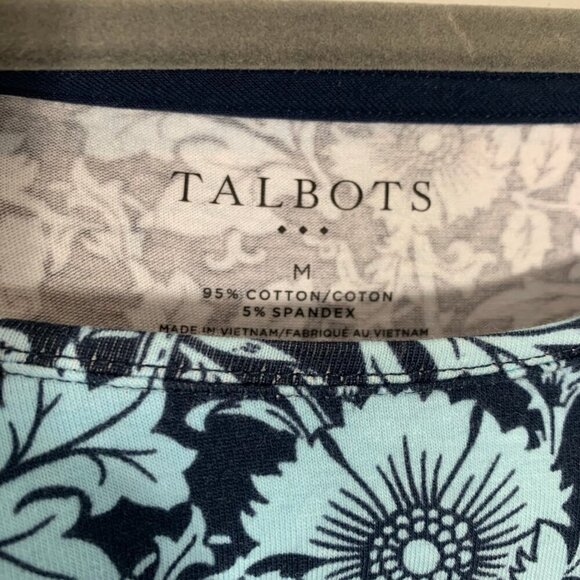 TALBOTS
M
95% COTTON/COTON
5% SPANDEX
MADE IN VIETNAM/FABRIQUÉ AU VIETNAM